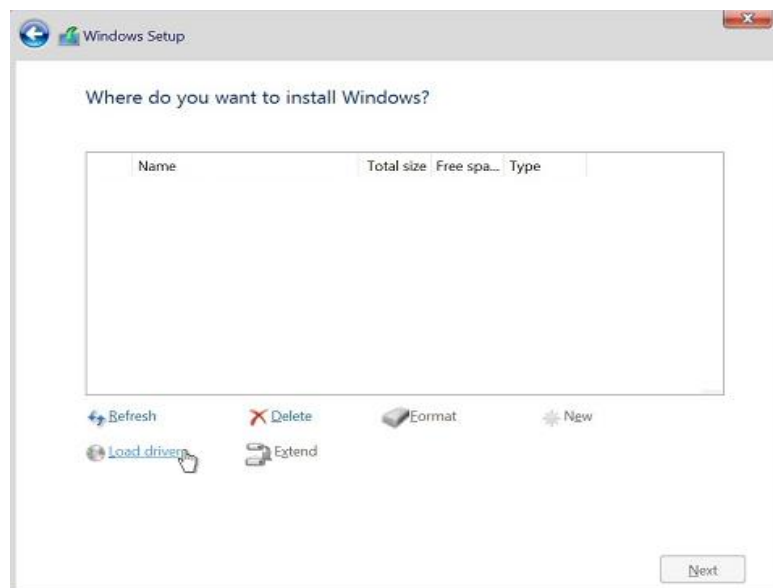 Windows Setup
Where do you want to install Windows?
Name Total size Free spa... Type
Refresh Delete Format New
Load driver Extend
Next